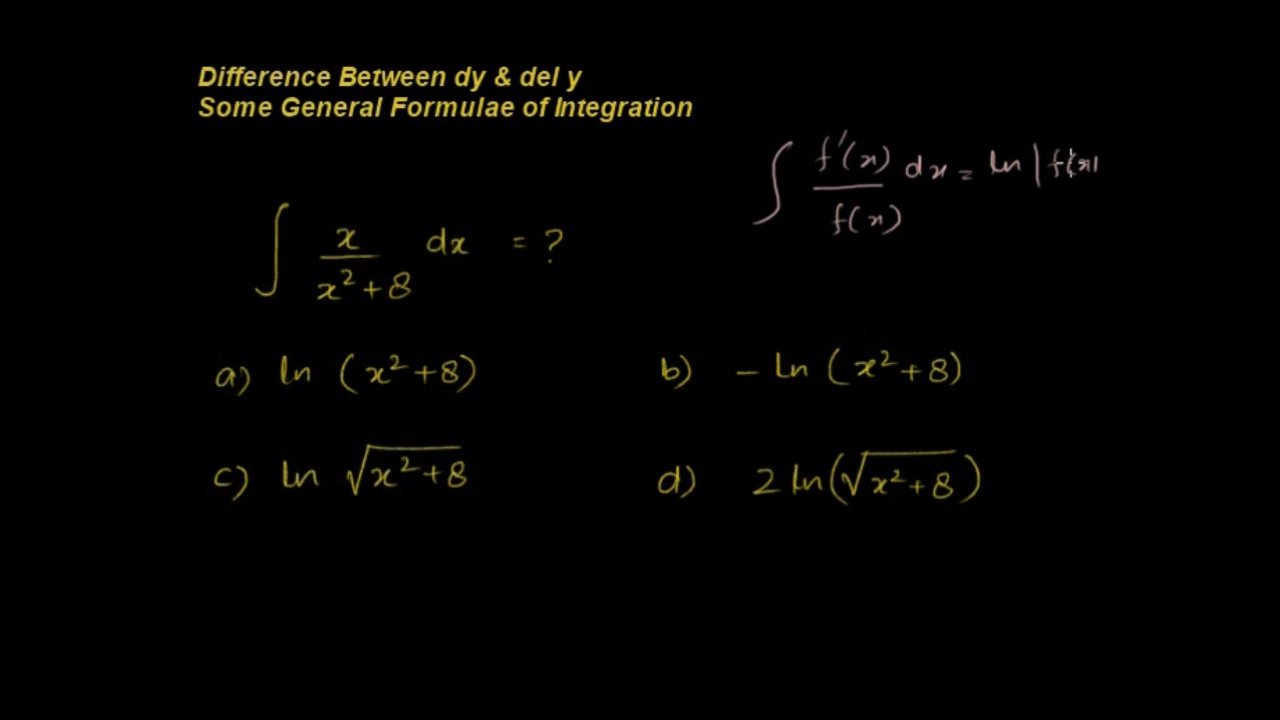 Difference Between dy & del y
Some General Formulae of Integration
∫ f'(x)/f(x) dx = ln |f(x)|
∫ x/(x²+8) dx = ?
a) ln (x²+8)
b) − ln (x²+8)
c) ln √(x²+8)
d) 2 ln(√(x²+8))